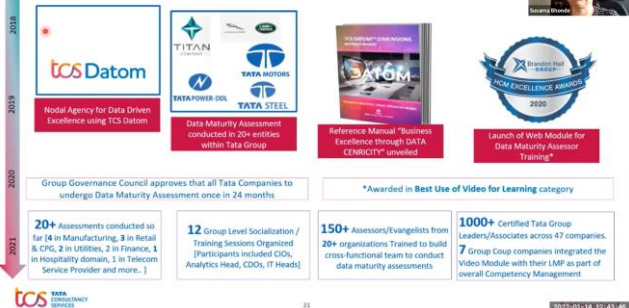 Suvarna Bhende
2018
2019
2020
2021
tcs Datom
Nodal Agency for Data Driven
Excellence using TCS Datom
TITAN
COMPANY
TATA MOTORS
TATA POWER-DDL
TATA STEEL
Data Maturity Assessment
conducted in 20+ entities
within Tata Group
TCS DATOM™ DIMENSIONS
DATOM
Reference Manual "Business
Excellence through DATA
CENRICITY" unveiled
Brandon Hall
GROUP
HCM EXCELLENCE AWARDS
2020
Launch of Web Module for
Data Maturity Assessor
Training*
Group Governance Council approves that all Tata Companies to
undergo Data Maturity Assessment once in 24 months
*Awarded in Best Use of Video for Learning category
20+ Assessments conducted so
far [4 in Manufacturing, 3 in Retail
& CPG, 2 in Utilities, 2 in Finance, 1
in Hospitality domain, 1 in Telecom
Service Provider and more.. ]
12 Group Level Socialization /
Training Sessions Organized
[Participants included CIOs,
Analytics Head, CDOs, IT Heads]
150+ Assessors/Evangelists from
20+ organizations Trained to build
cross-functional team to conduct
data maturity assessments
1000+ Certified Tata Group
Leaders/Associates across 47 companies.
7 Group Coup companies integrated the
Video Module with their LMP as part of
overall Competency Management
tcs TATA
CONSULTANCY
SERVICES
21